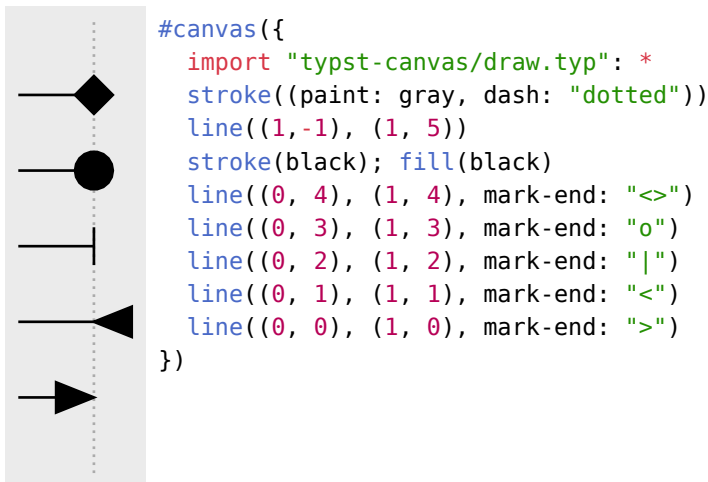 #canvas({
  import "typst-canvas/draw.typ": *
  stroke((paint: gray, dash: "dotted"))
  line((1,-1), (1, 5))
  stroke(black); fill(black)
  line((0, 4), (1, 4), mark-end: "<>")
  line((0, 3), (1, 3), mark-end: "o")
  line((0, 2), (1, 2), mark-end: "|")
  line((0, 1), (1, 1), mark-end: "<")
  line((0, 0), (1, 0), mark-end: ">")
})